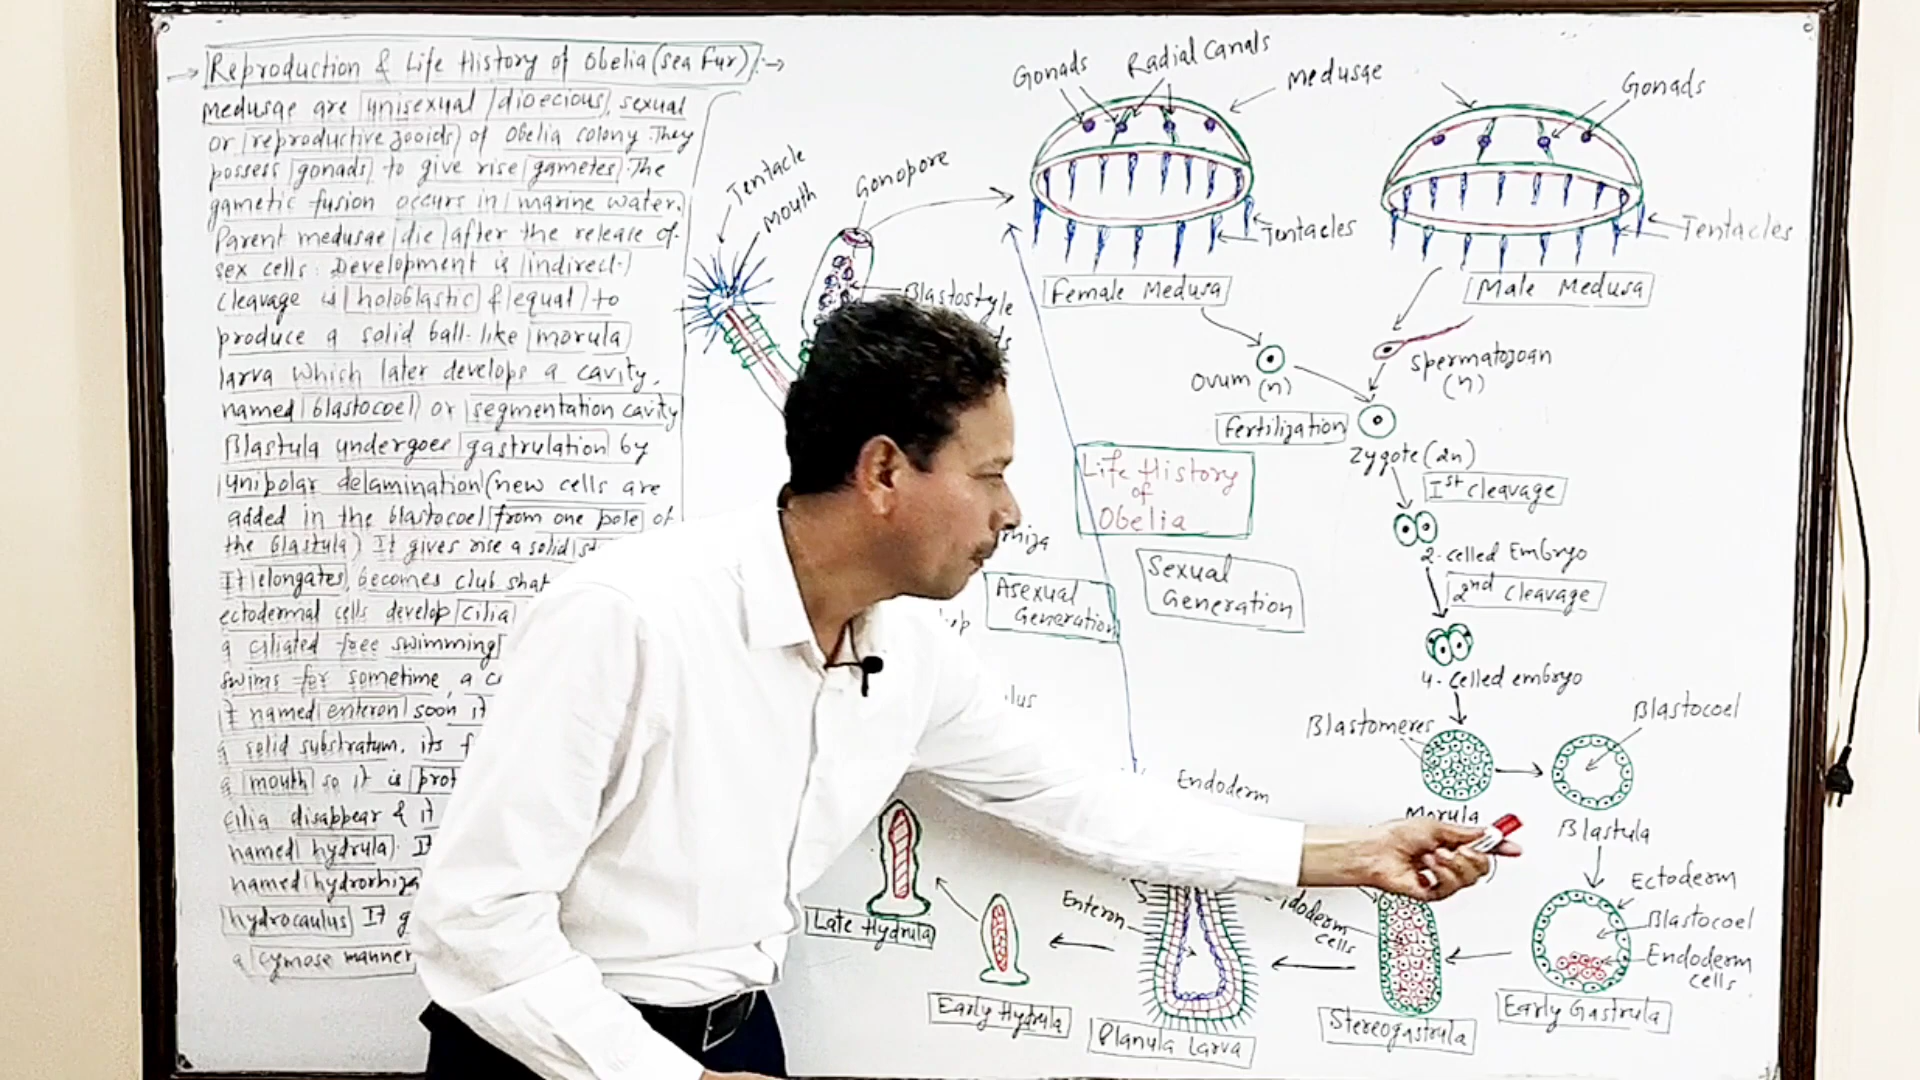 Reproduction & Life History of Obelia (sea fur) :→
Medusae are unisexual/dioecious, sexual
or reproductive zooids of Obelia colony. They
possess gonads to give rise gametes. The
gametic fusion occurs in marine water.
Parent medusae die after the release of
sex cells. Development is indirect.
Cleavage is holoblastic & equal to
produce a solid ball-like morula
larva which later develops a cavity,
named blastocoel or segmentation cavity
Blastula undergoes gastrulation by
unipolar delamination (new cells are
added in the blastocoel from one pole of
the blastula) It gives rise a solid
It elongates, becomes club
ectodermal cells develop cilia
a ciliated free swimming
swims for sometime, a
named enteron soon it
a solid substratum, its
a mouth so it is
Cilia disappear & it
named hydrula. It
named hydrorhiza
hydrocaulus It
a cymose manner
Tentacle
Mouth
Gonopore
Blastostyle
Gonads
Radial Canals
Medusae
Gonads
Tentacles
Tentacles
Female Medusa
Male Medusa
Ovum (n)
Spermatozoan
(n)
Fertilization
Zygote (2n)
Ist cleavage
2-celled Embryo
2nd Cleavage
4-celled embryo
Life History
of
Obelia
Asexual
Generation
Sexual
Generation
Blastomeres
Blastocoel
Morula
Blastula
Ectoderm
Blastocoel
Endoderm
cells
Early Gastrula
cells
Stereogastrula
Endoderm
Enteron
Planula Larva
Early Hydrula
Late Hydrula